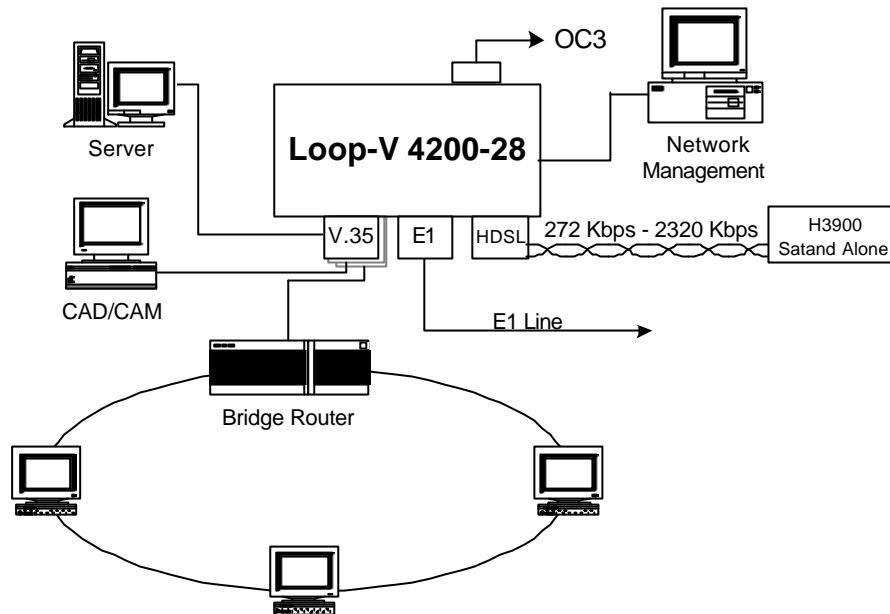 OC3
Server
Loop-V 4200-28
Network
Management
V.35
E1
HDSL
272 Kbps - 2320 Kbps
H3900
Satand Alone
CAD/CAM
E1 Line
Bridge Router